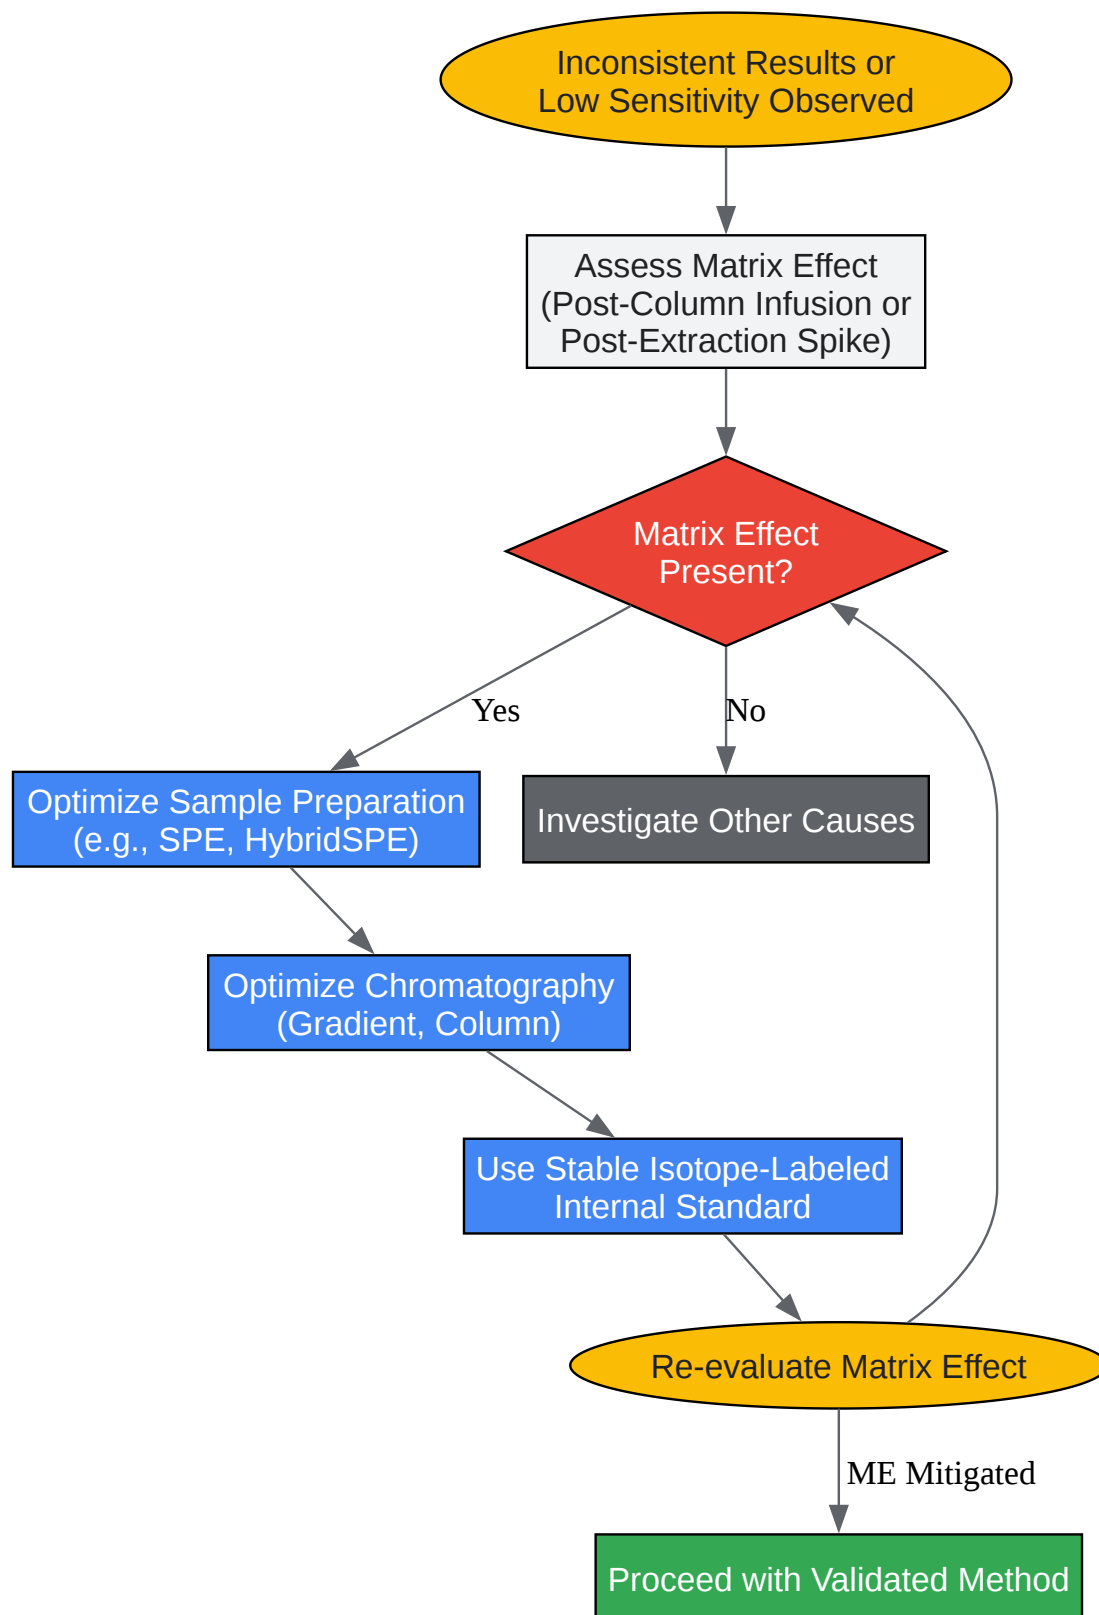 Inconsistent Results or
Low Sensitivity Observed
Assess Matrix Effect
(Post-Column Infusion or
Post-Extraction Spike)
Matrix Effect
Present?
Yes
No
Optimize Sample Preparation
(e.g., SPE, HybridSPE)
Investigate Other Causes
Optimize Chromatography
(Gradient, Column)
Use Stable Isotope-Labeled
Internal Standard
Re-evaluate Matrix Effect
ME Mitigated
Proceed with Validated Method